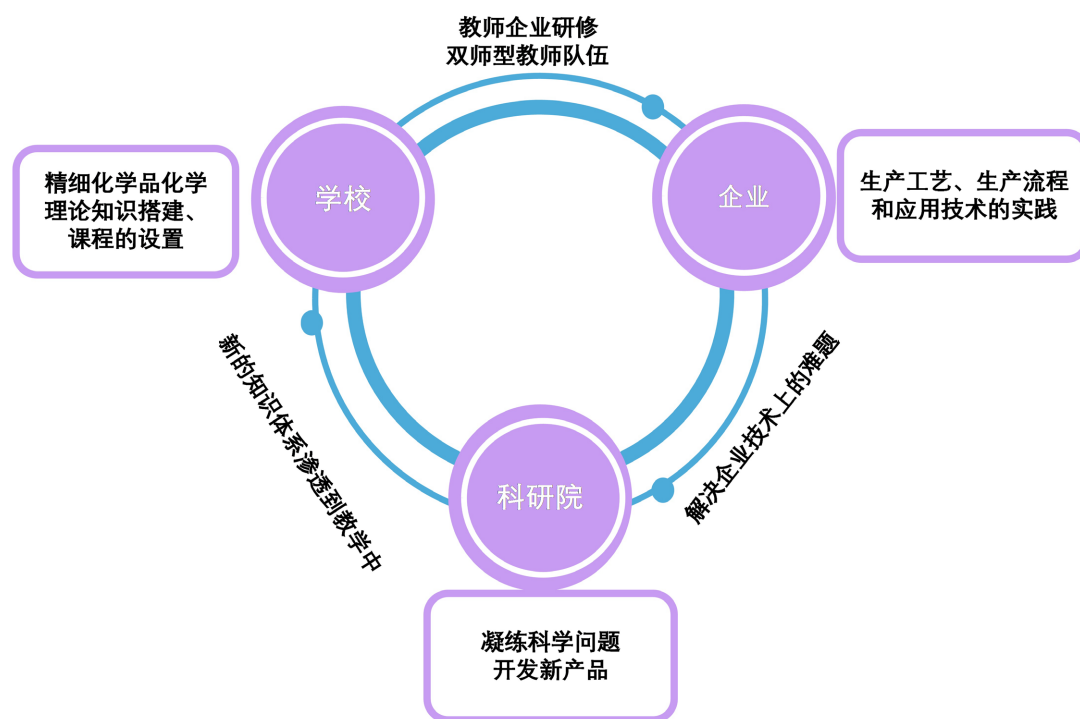 教师企业研修
双师型教师队伍
学校
企业
精细化学品化学
理论知识搭建、
课程的设置
生产工艺、生产流程
和应用技术的实践
新的知识体系渗透到教学中
解决企业技术上的难题
科研院
凝练科学问题
开发新产品